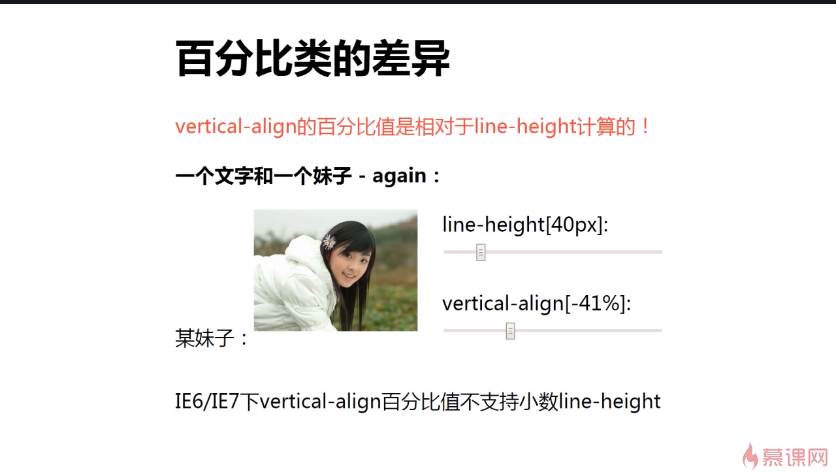 百分比类的差异
vertical-align的百分比值是相对于line-height计算的！
一个文字和一个妹子 - again：
line-height[40px]:
vertical-align[-41%]:
某妹子：
IE6/IE7下vertical-align百分比值不支持小数line-height
慕课网